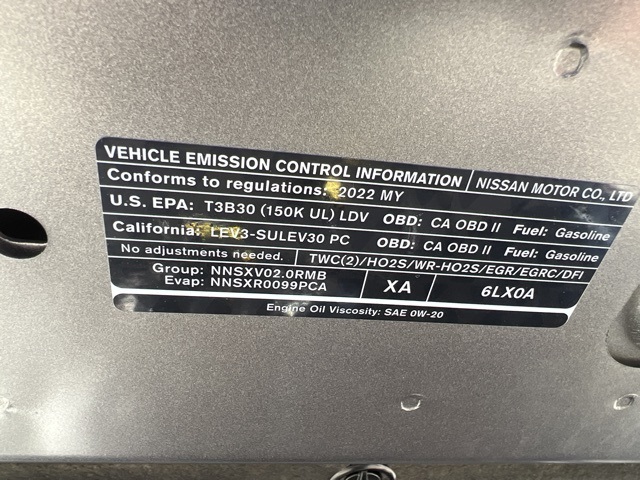 VEHICLE EMISSION CONTROL INFORMATION NISSAN MOTOR CO., LTD
Conforms to regulations: 2022 MY
U.S. EPA: T3B30 (150K UL) LDV OBD: CA OBD II Fuel: Gasoline
California: LEV3-SULEV30 PC OBD: CA OBD II Fuel: Gasoline
No adjustments needed. TWC(2)/HO2S/WR-HO2S/EGR/EGRC/DFI
Group: NNSXV02.0RMB
Evap: NNSXR0099PCA
XA 6LX0A
Engine Oil Viscosity: SAE 0W-20